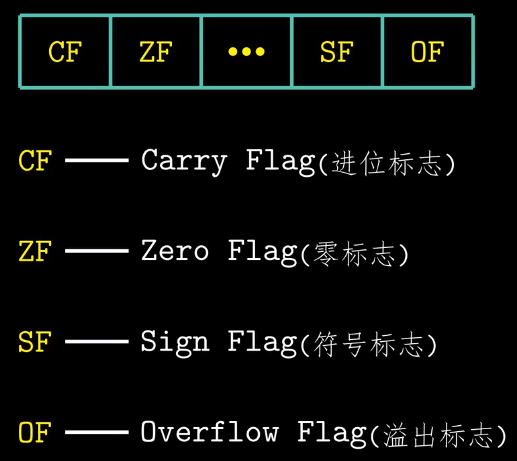 CF ZF ••• SF OF
CF — Carry Flag(进位标志)
ZF — Zero Flag(零标志)
SF — Sign Flag(符号标志)
OF — Overflow Flag(溢出标志)